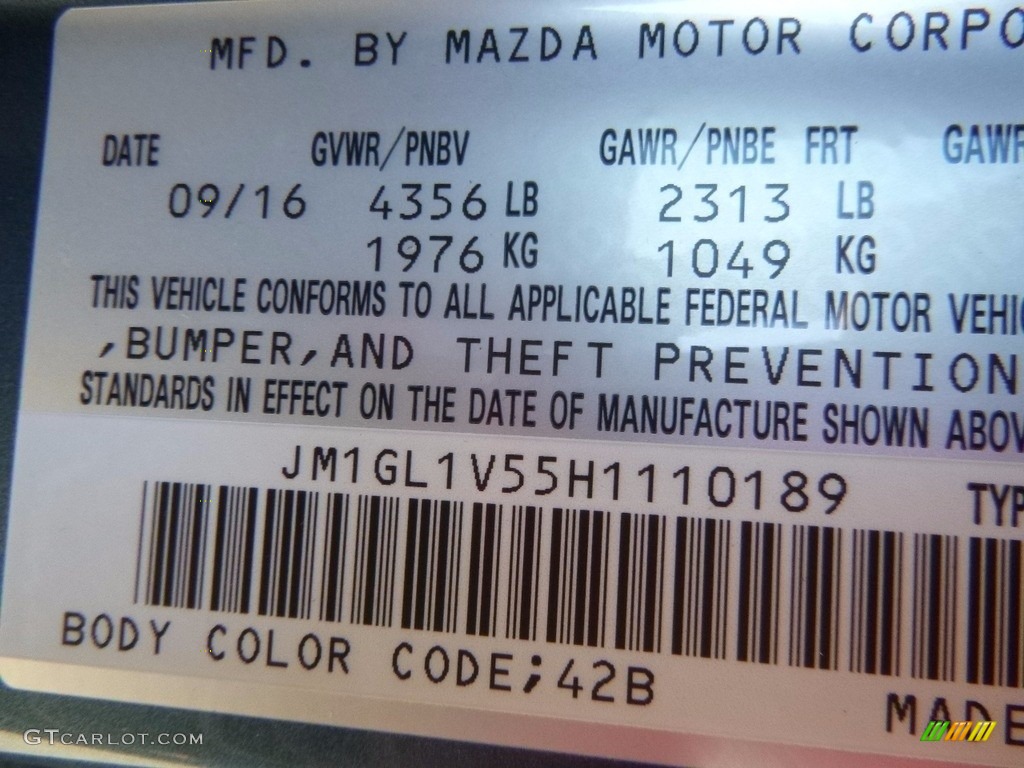 MFD. BY MAZDA MOTOR CORPO
DATE GVWR/PNBV GAWR/PNBE FRT GAWR
09/16 4356 LB 2313 LB
1976 KG 1049 KG
THIS VEHICLE CONFORMS TO ALL APPLICABLE FEDERAL MOTOR VEHIC
,BUMPER,AND THEFT PREVENTION
STANDARDS IN EFFECT ON THE DATE OF MANUFACTURE SHOWN ABOV
JM1GL1V55H1110189 TYP
BODY COLOR CODE;42B
MADE
GTCARLOT.COM